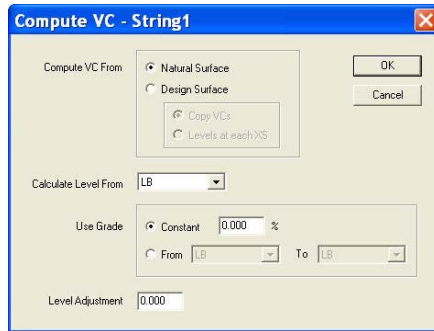 Compute VC - String1
Compute VC From
Natural Surface
OK
Design Surface
Cancel
Copy VCs
Levels at each XS
Calculate Level From LB
Use Grade
Constant 0.000 %
From LB To LB
Level Adjustment 0.000